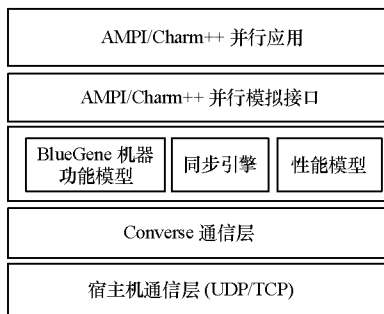 AMPI/Charm++ 并行应用
AMPI/Charm++ 并行模拟接口
BlueGene 机器
功能模型
同步引擎
性能模型
Converse 通信层
宿主机通信层 (UDP/TCP)